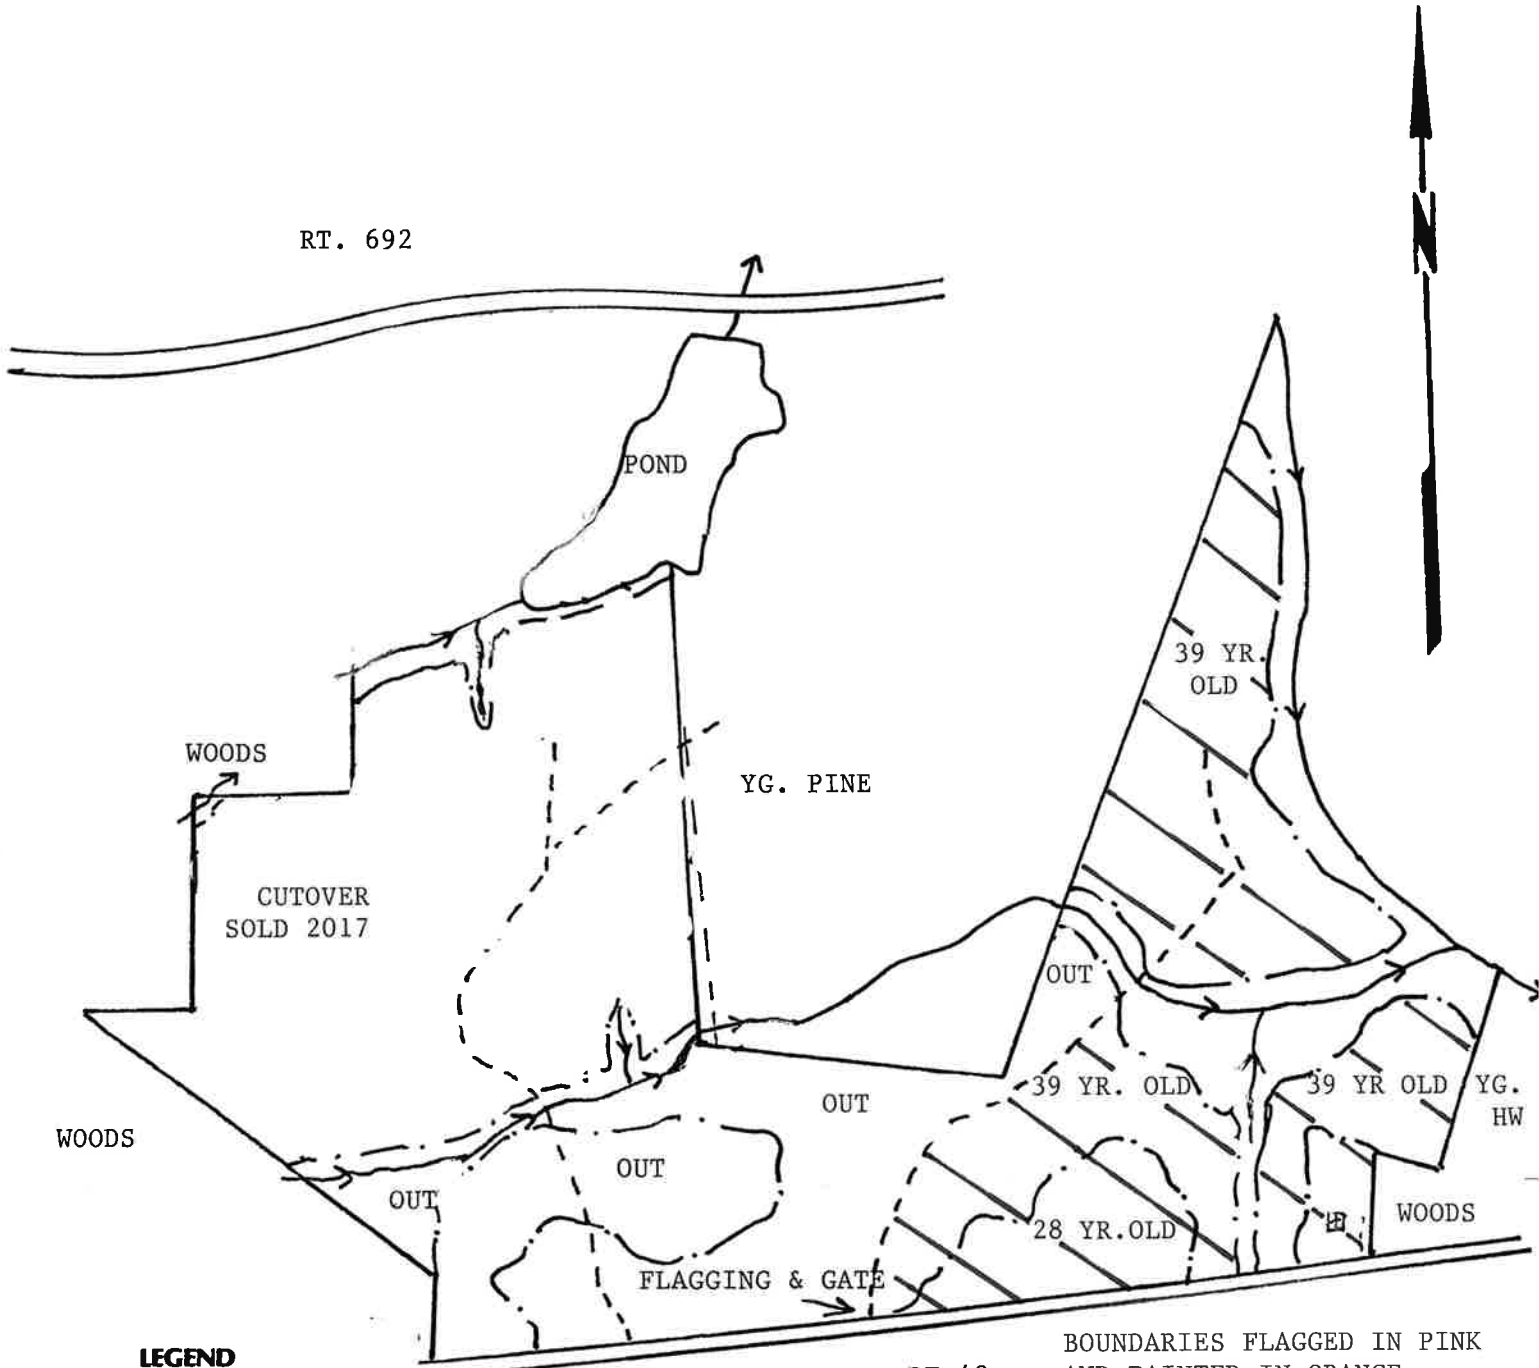 N
RT. 692
POND
39 YR.
OLD
WOODS
YG. PINE
CUTOVER
SOLD 2017
OUT
39 YR. OLD
39 YR OLD
YG.
HW
OUT
WOODS
OUT
OUT
WOODS
28 YR.OLD
FLAGGING & GATE
BOUNDARIES FLAGGED IN PINK
LEGEND